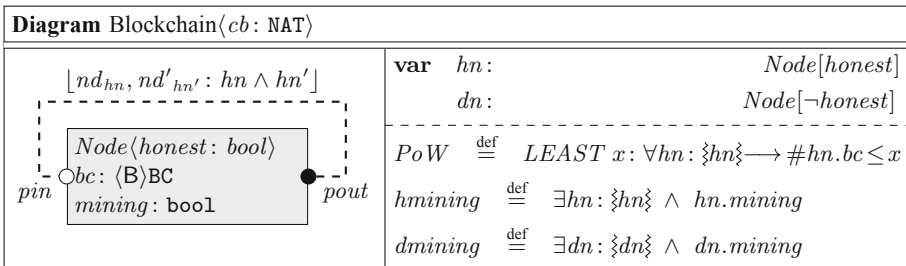 Diagram Blockchain⟨cb: NAT⟩
⌊nd_hn, nd′_hn′ : hn ∧ hn′⌋
Node⟨honest: bool⟩
bc: ⟨B⟩BC
mining: bool
pin
pout
var hn: Node[honest]
dn: Node[¬honest]
PoW ≝ LEAST x: ∀hn: ⦚hn⦚ ⟶ #hn.bc ≤ x
hmining ≝ ∃hn: ⦚hn⦚ ∧ hn.mining
dmining ≝ ∃dn: ⦚dn⦚ ∧ dn.mining